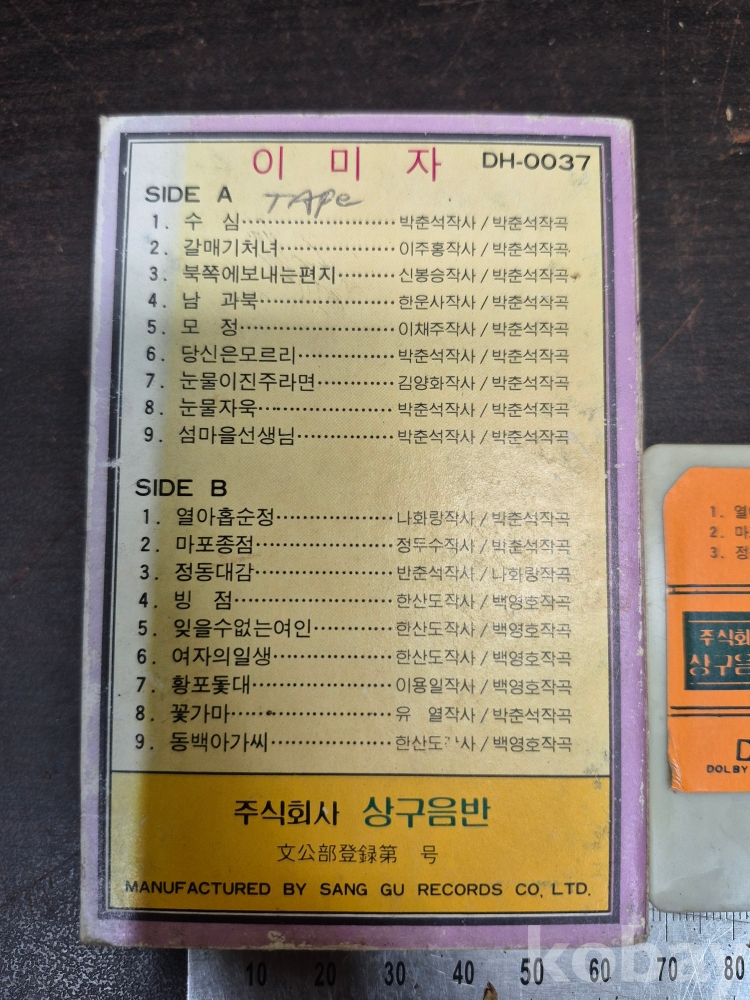 이 미 자 DH-0037
SIDE A TAPE
1. 수 심 박춘석작사 / 박춘석작곡
2. 갈매기처녀 이주홍작사 / 박춘석작곡
3. 북쪽에보내는편지 신봉승작사 / 박춘석작곡
4. 남 과북 한운사작사 / 박춘석작곡
5. 모 정 이채주작사 / 박춘석작곡
6. 당신은모르리 박춘석작사 / 박춘석작곡
7. 눈물이진주라면 김양화작사 / 박춘석작곡
8. 눈물자욱 박춘석작사 / 박춘석작곡
9. 섬마을선생님 박춘석작사 / 박춘석작곡
SIDE B
1. 열아홉순정 나화랑작사 / 박춘석작곡
2. 마포종점 정두수작사 / 박춘석작곡
3. 정동대감 반춘석작사 / 나화랑작곡
4. 빙 점 한산도작사 / 백영호작곡
5. 잊을수없는여인 한산도작사 / 백영호작곡
6. 여자의일생 한산도작사 / 백영호작곡
7. 황포돛대 이용일작사 / 백영호작곡
8. 꽃가마 유 열작사 / 박춘석작곡
9. 동백아가씨 한산도작사 / 백영호작곡
주식회사 상구음반
文公部登録第 号
MANUFACTURED BY SANG GU RECORDS CO, LTD.
1. 열
2. 마
3. 정
주식회
상구음
D
DOLBY
10 20 30 40 50 60 70 80
kobay